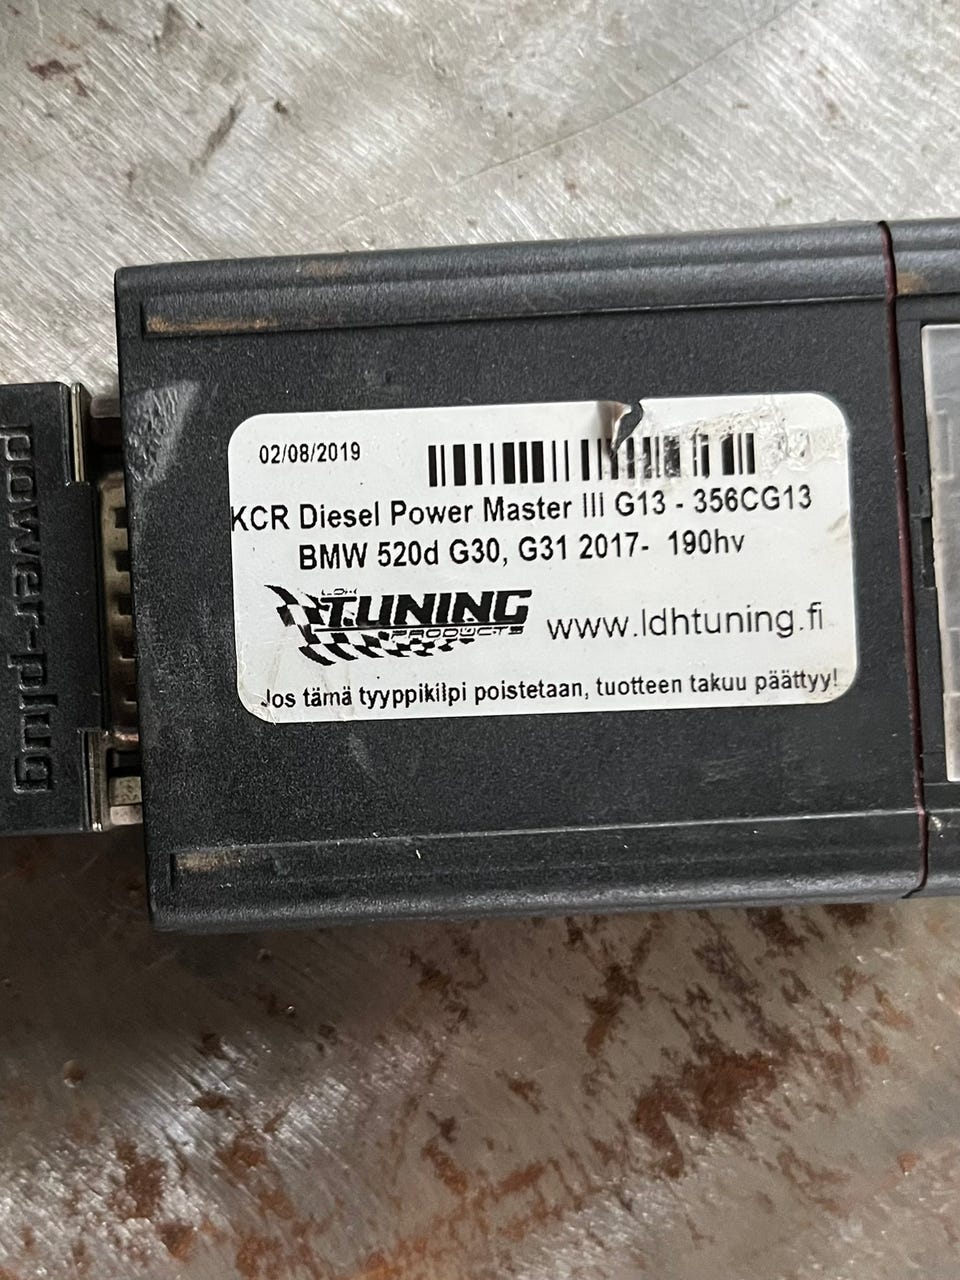 02/08/2019
KCR Diesel Power Master III G13 - 356CG13
BMW 520d G30, G31 2017- 190hv
LDH
TUNING
PRODUCTS
www.ldhtuning.fi
Jos tämä tyyppikilpi poistetaan, tuotteen takuu päättyy!
power-plug